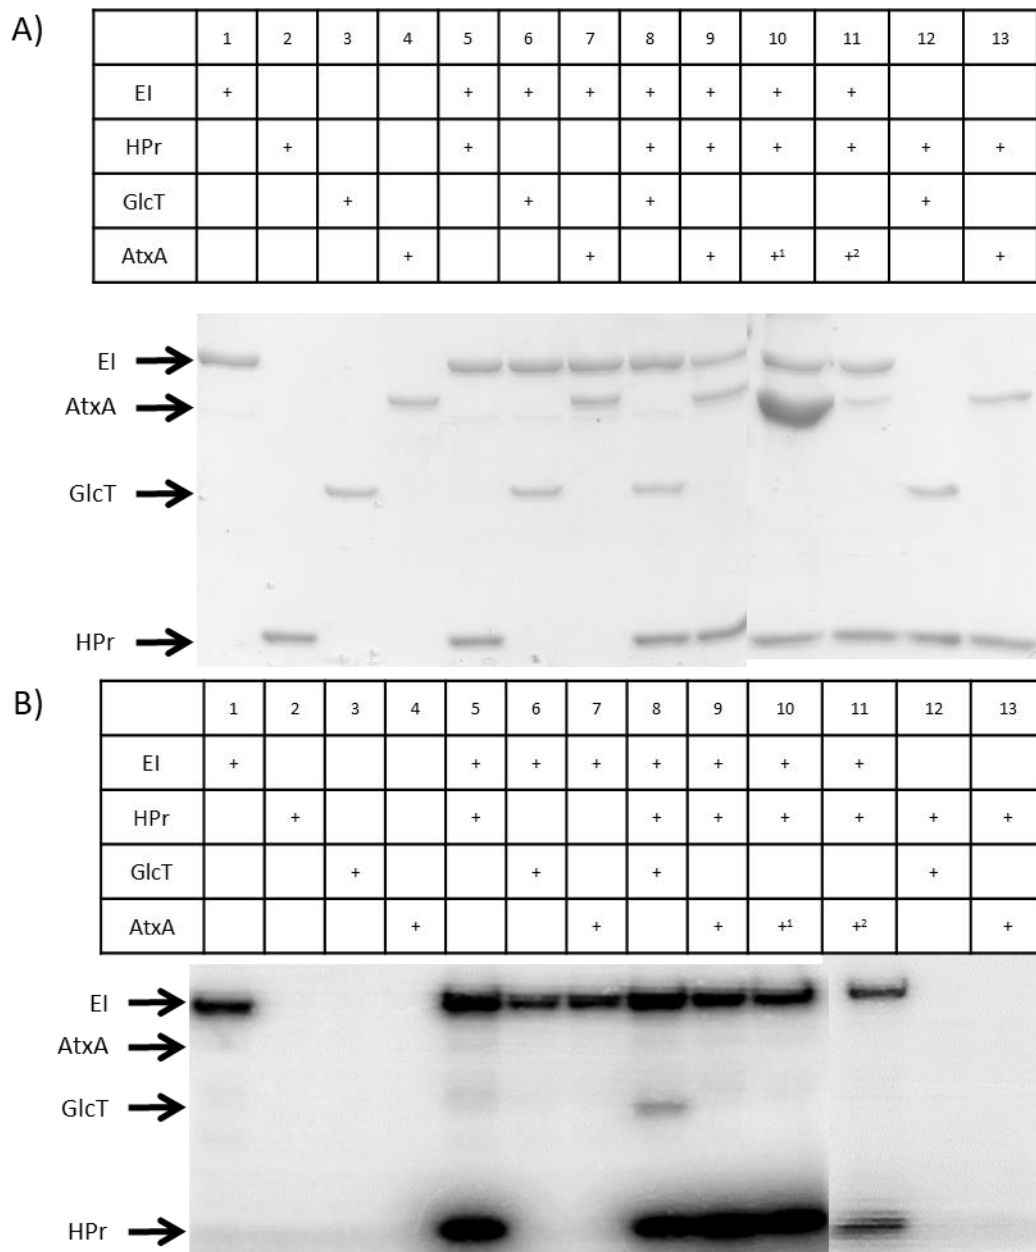 A)
1 2 3 4 5 6 7 8 9 10 11 12 13
EI + + + + + + + +
HPr + + + + + + + +
GlcT + + + +
AtxA + + + +¹ +² +
EI
AtxA
GlcT
HPr
B)
1 2 3 4 5 6 7 8 9 10 11 12 13
EI + + + + + + + +
HPr + + + + + + + +
GlcT + + +
AtxA + + + +¹ +² +
EI
AtxA
GlcT
HPr